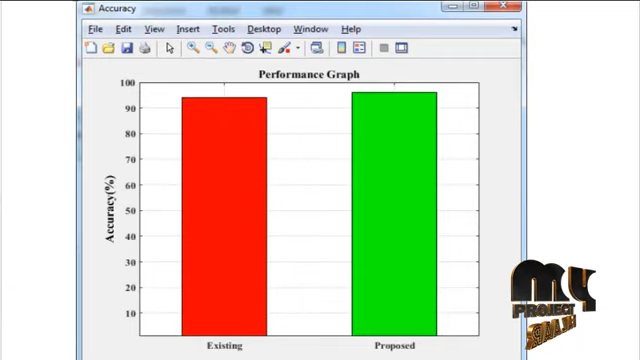 Accuracy
File Edit View Insert Tools Desktop Window Help
Performance Graph
100
90
80
70
60
50
40
30
20
10
Accuracy(%)
Existing Proposed
MY
PROJECT